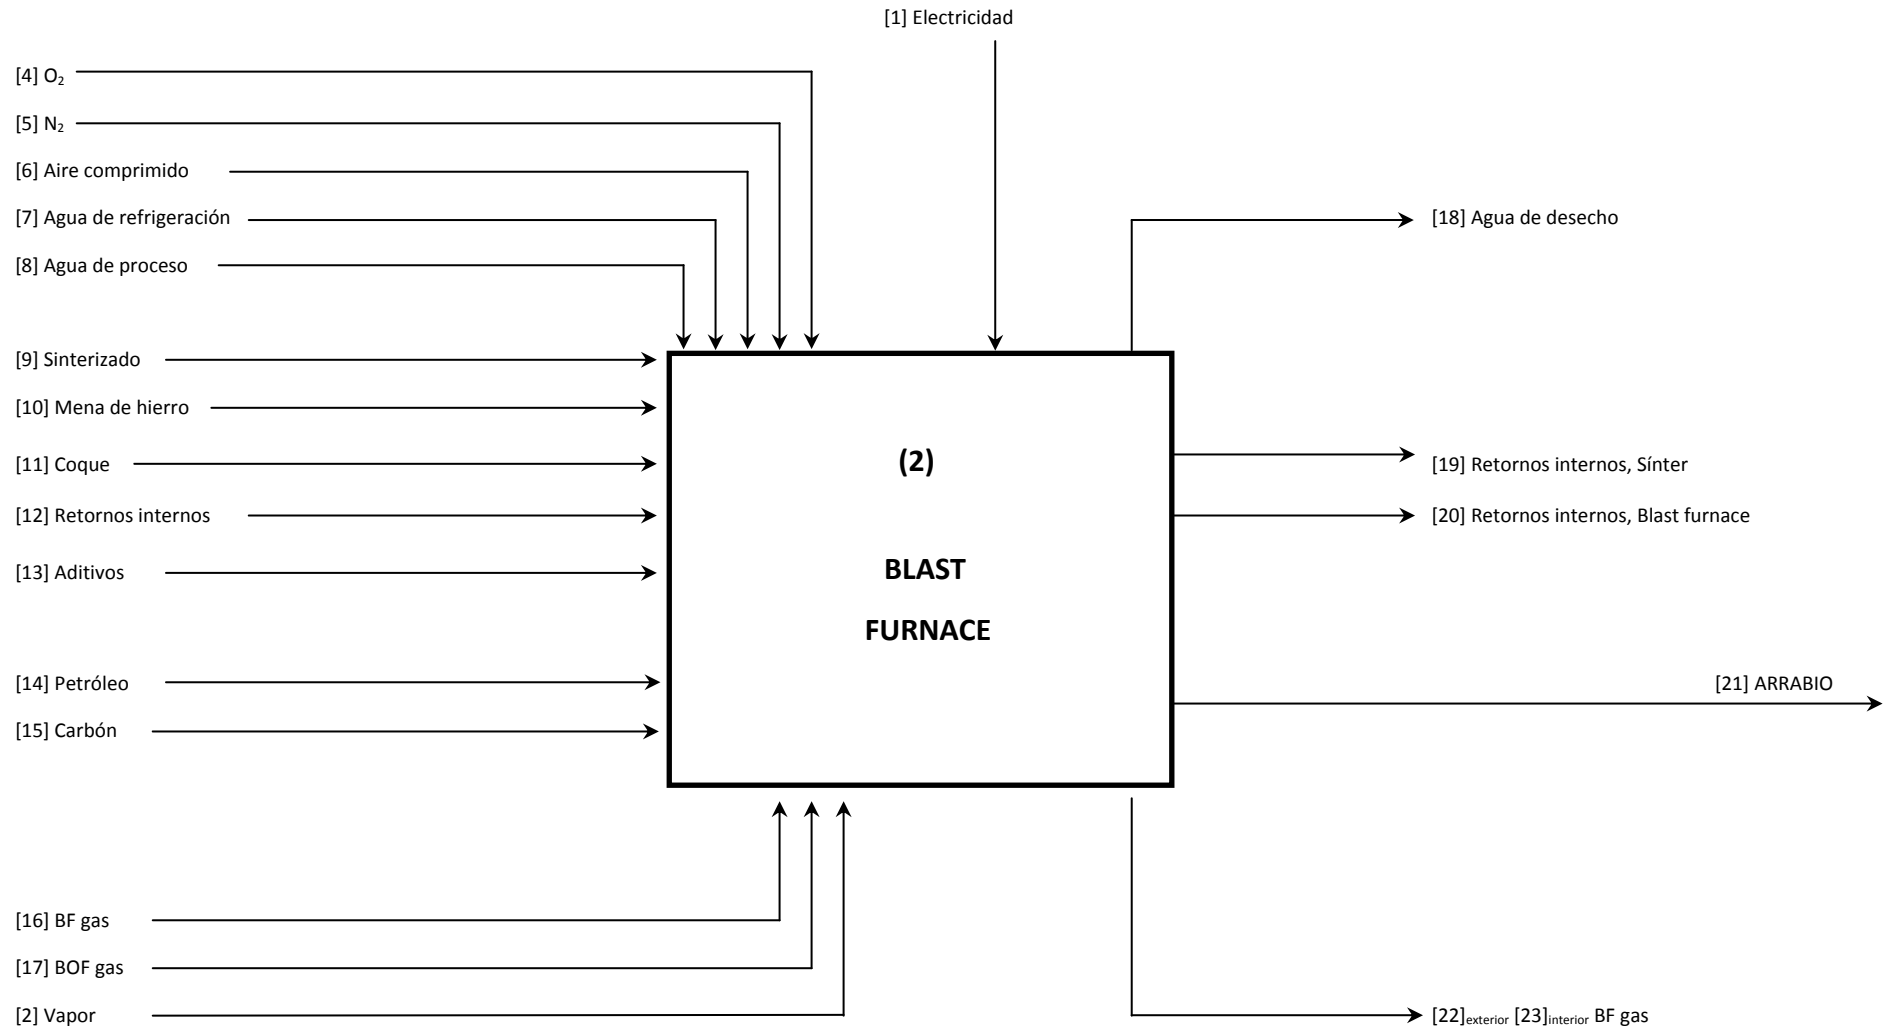 [1] Electricidad
[4] O₂
[5] N₂
[6] Aire comprimido
[7] Agua de refrigeración
[8] Agua de proceso
[9] Sinterizado
[10] Mena de hierro
[11] Coque
[12] Retornos internos
[13] Aditivos
[14] Petróleo
[15] Carbón
[16] BF gas
[17] BOF gas
[2] Vapor
(2)
BLAST
FURNACE
[18] Agua de desecho
[19] Retornos internos, Sínter
[20] Retornos internos, Blast furnace
[21] ARRABIO
[22]exterior [23]interior BF gas